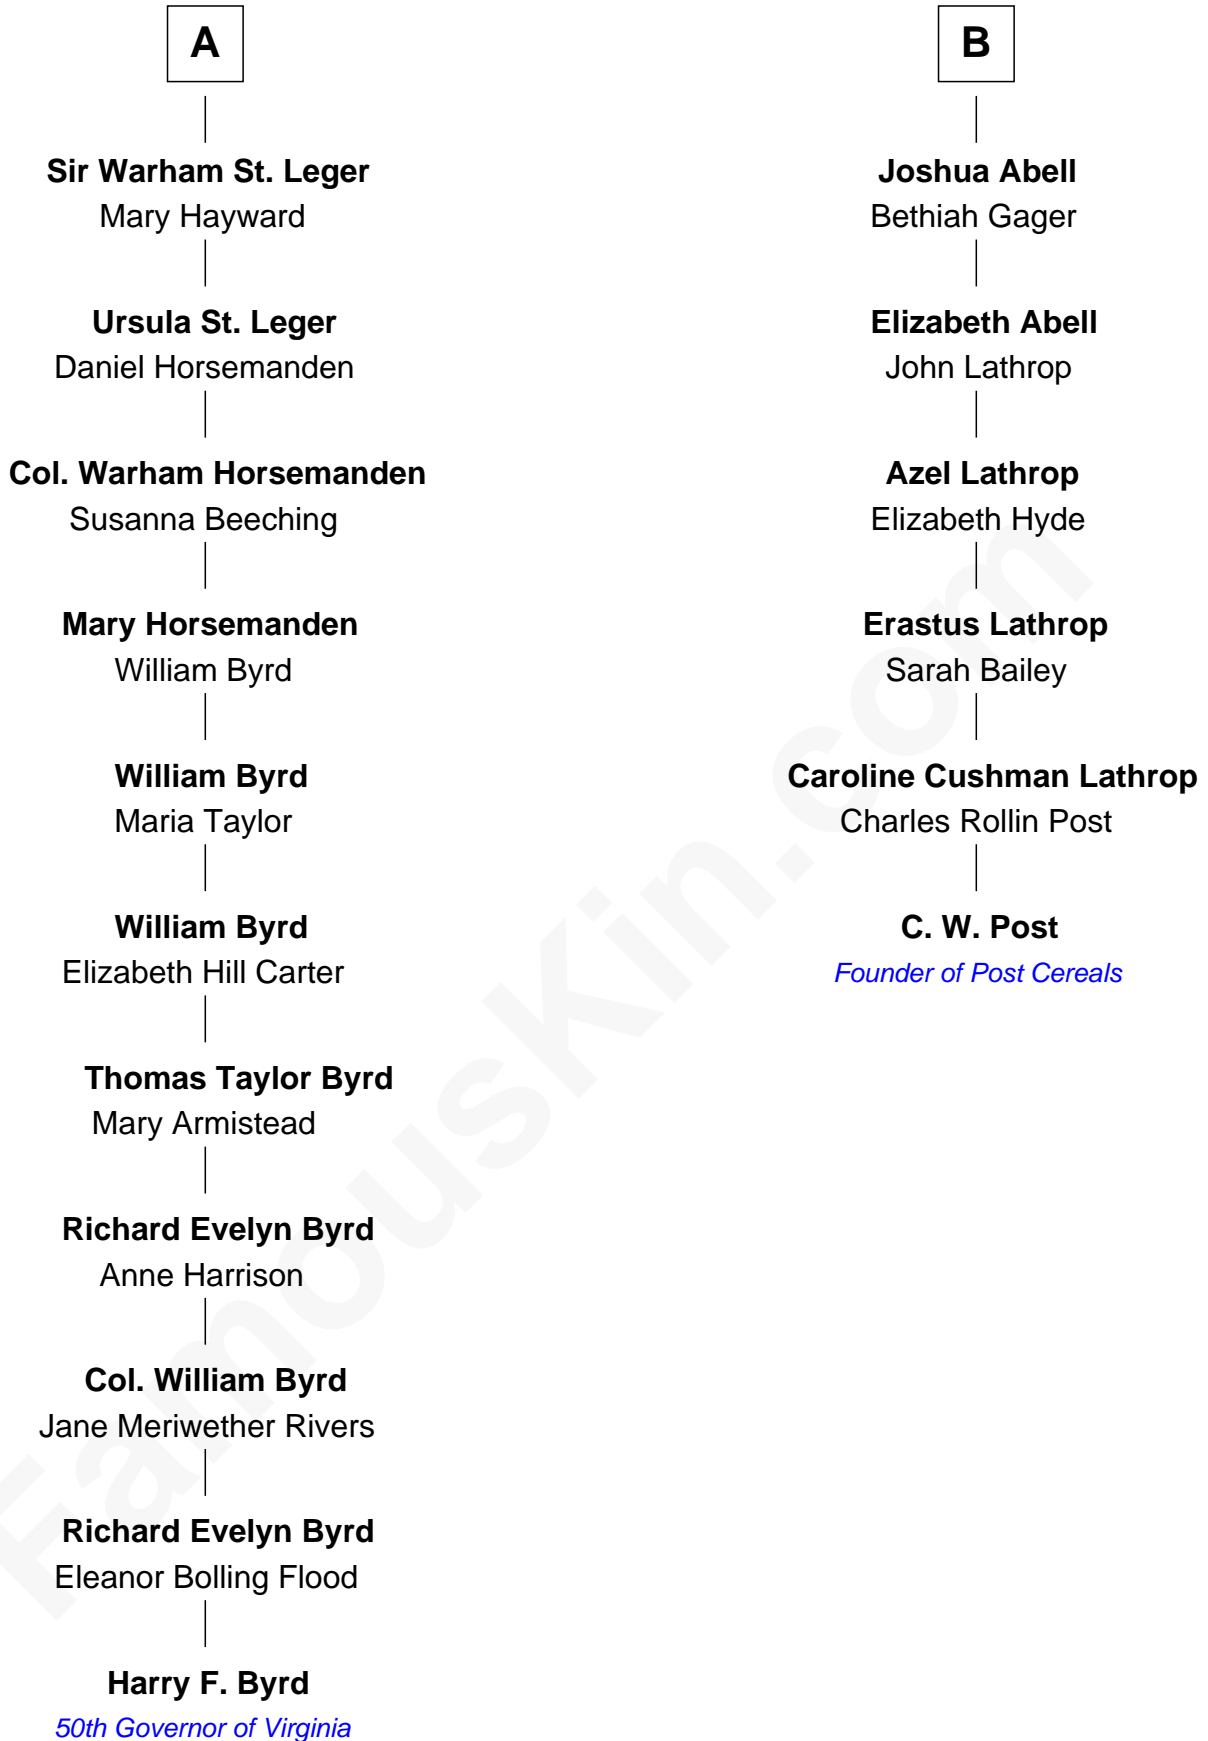 A
Sir Warham St. Leger
Mary Hayward
Ursula St. Leger
Daniel Horsemanden
Col. Warham Horsemanden
Susanna Beeching
Mary Horsemanden
William Byrd
William Byrd
Maria Taylor
William Byrd
Elizabeth Hill Carter
Thomas Taylor Byrd
Mary Armistead
Richard Evelyn Byrd
Anne Harrison
Col. William Byrd
Jane Meriwether Rivers
Richard Evelyn Byrd
Eleanor Bolling Flood
Harry F. Byrd
50th Governor of Virginia
B
Joshua Abell
Bethiah Gager
Elizabeth Abell
John Lathrop
Azel Lathrop
Elizabeth Hyde
Erastus Lathrop
Sarah Bailey
Caroline Cushman Lathrop
Charles Rollin Post
C. W. Post
Founder of Post Cereals
FamousKin.com